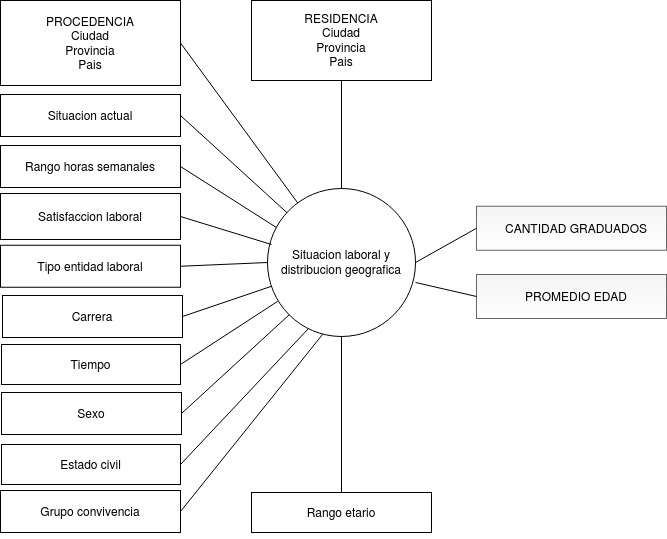 PROCEDENCIA
Ciudad
Provincia
Pais
RESIDENCIA
Ciudad
Provincia
Pais
Situacion actual
Rango horas semanales
Satisfaccion laboral
Tipo entidad laboral
Carrera
Tiempo
Sexo
Estado civil
Grupo convivencia
Situacion laboral y
distribucion geografica
CANTIDAD GRADUADOS
PROMEDIO EDAD
Rango etario